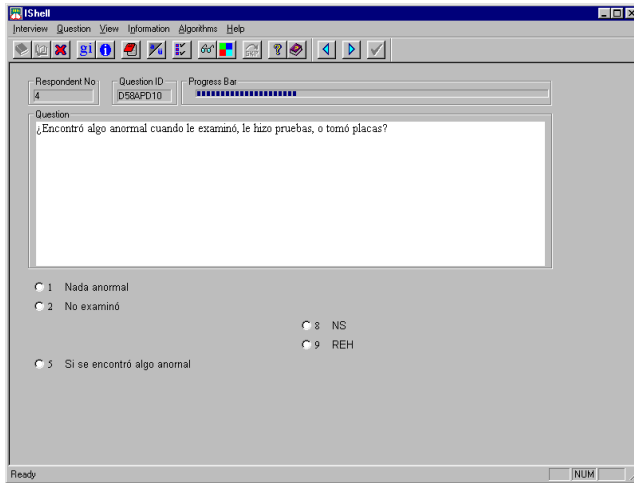 IShell
Interview Question View Information Algorithms Help
gi
Respondent No
Question ID
Progress Bar
4
D58APD10
Question
¿Encontró algo anormal cuando le examinó, le hizo pruebas, o tomó placas?
1 Nada anormal
2 No examinó
8 NS
9 REH
5 Si se encontró algo anornal
Ready
NUM